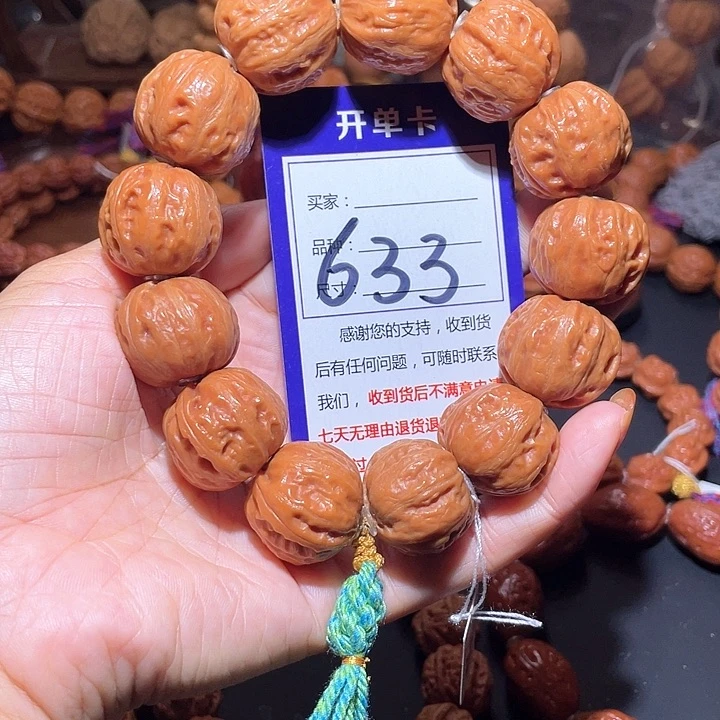 开单卡
买家：
品种：
633
尺寸：
感谢您的支持，收到货
后有任何问题，可随时联系
我们，收到货后不满意
七天无理由退货退
过